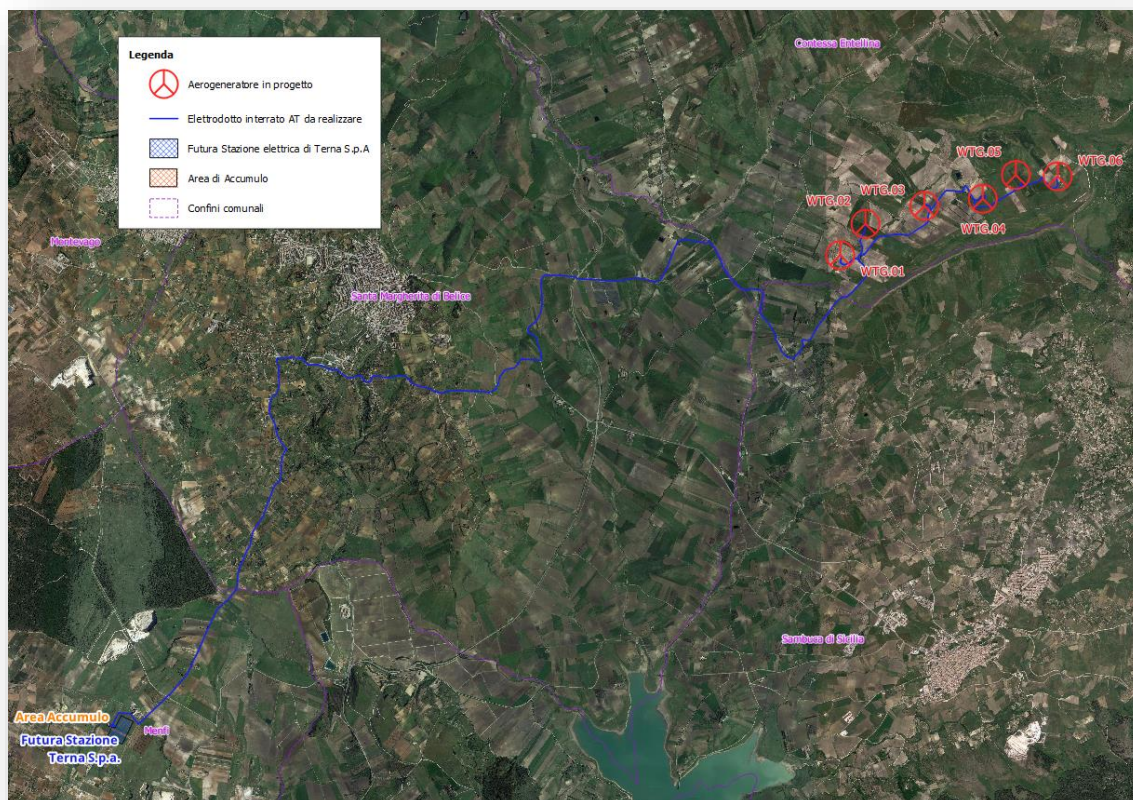 Legenda
Aerogeneratore in progetto
Elettrodotto interrato AT da realizzare
Futura Stazione elettrica di Terna S.p.A
Area di Accumulo
Confini comunali
Contessa Entellina
WTG.05
WTG.06
WTG.03
WTG.02
WTG.04
Montevago
WTG.01
Santa Margherita di Belice
Sambuca di Sicilia
Area Accumulo
Menfi
Futura Stazione
Terna S.p.a.